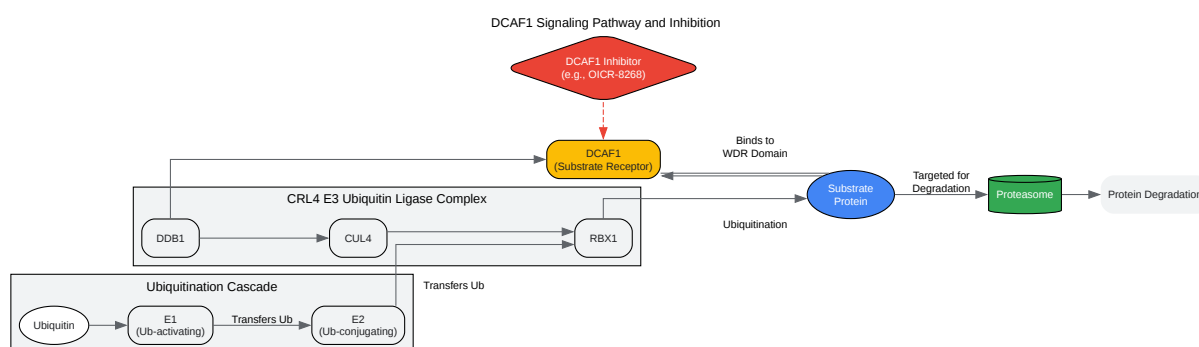 DCAF1 Signaling Pathway and Inhibition
DCAF1 Inhibitor
(e.g., OICR-8268)
DCAF1
(Substrate Receptor)
Binds to
WDR Domain
Substrate
Protein
Targeted for
Degradation
Proteasome
Protein Degradation
CRL4 E3 Ubiquitin Ligase Complex
DDB1
CUL4
RBX1
Ubiquitination
Transfers Ub
Ubiquitination Cascade
Ubiquitin
E1
(Ub-activating)
Transfers Ub
E2
(Ub-conjugating)